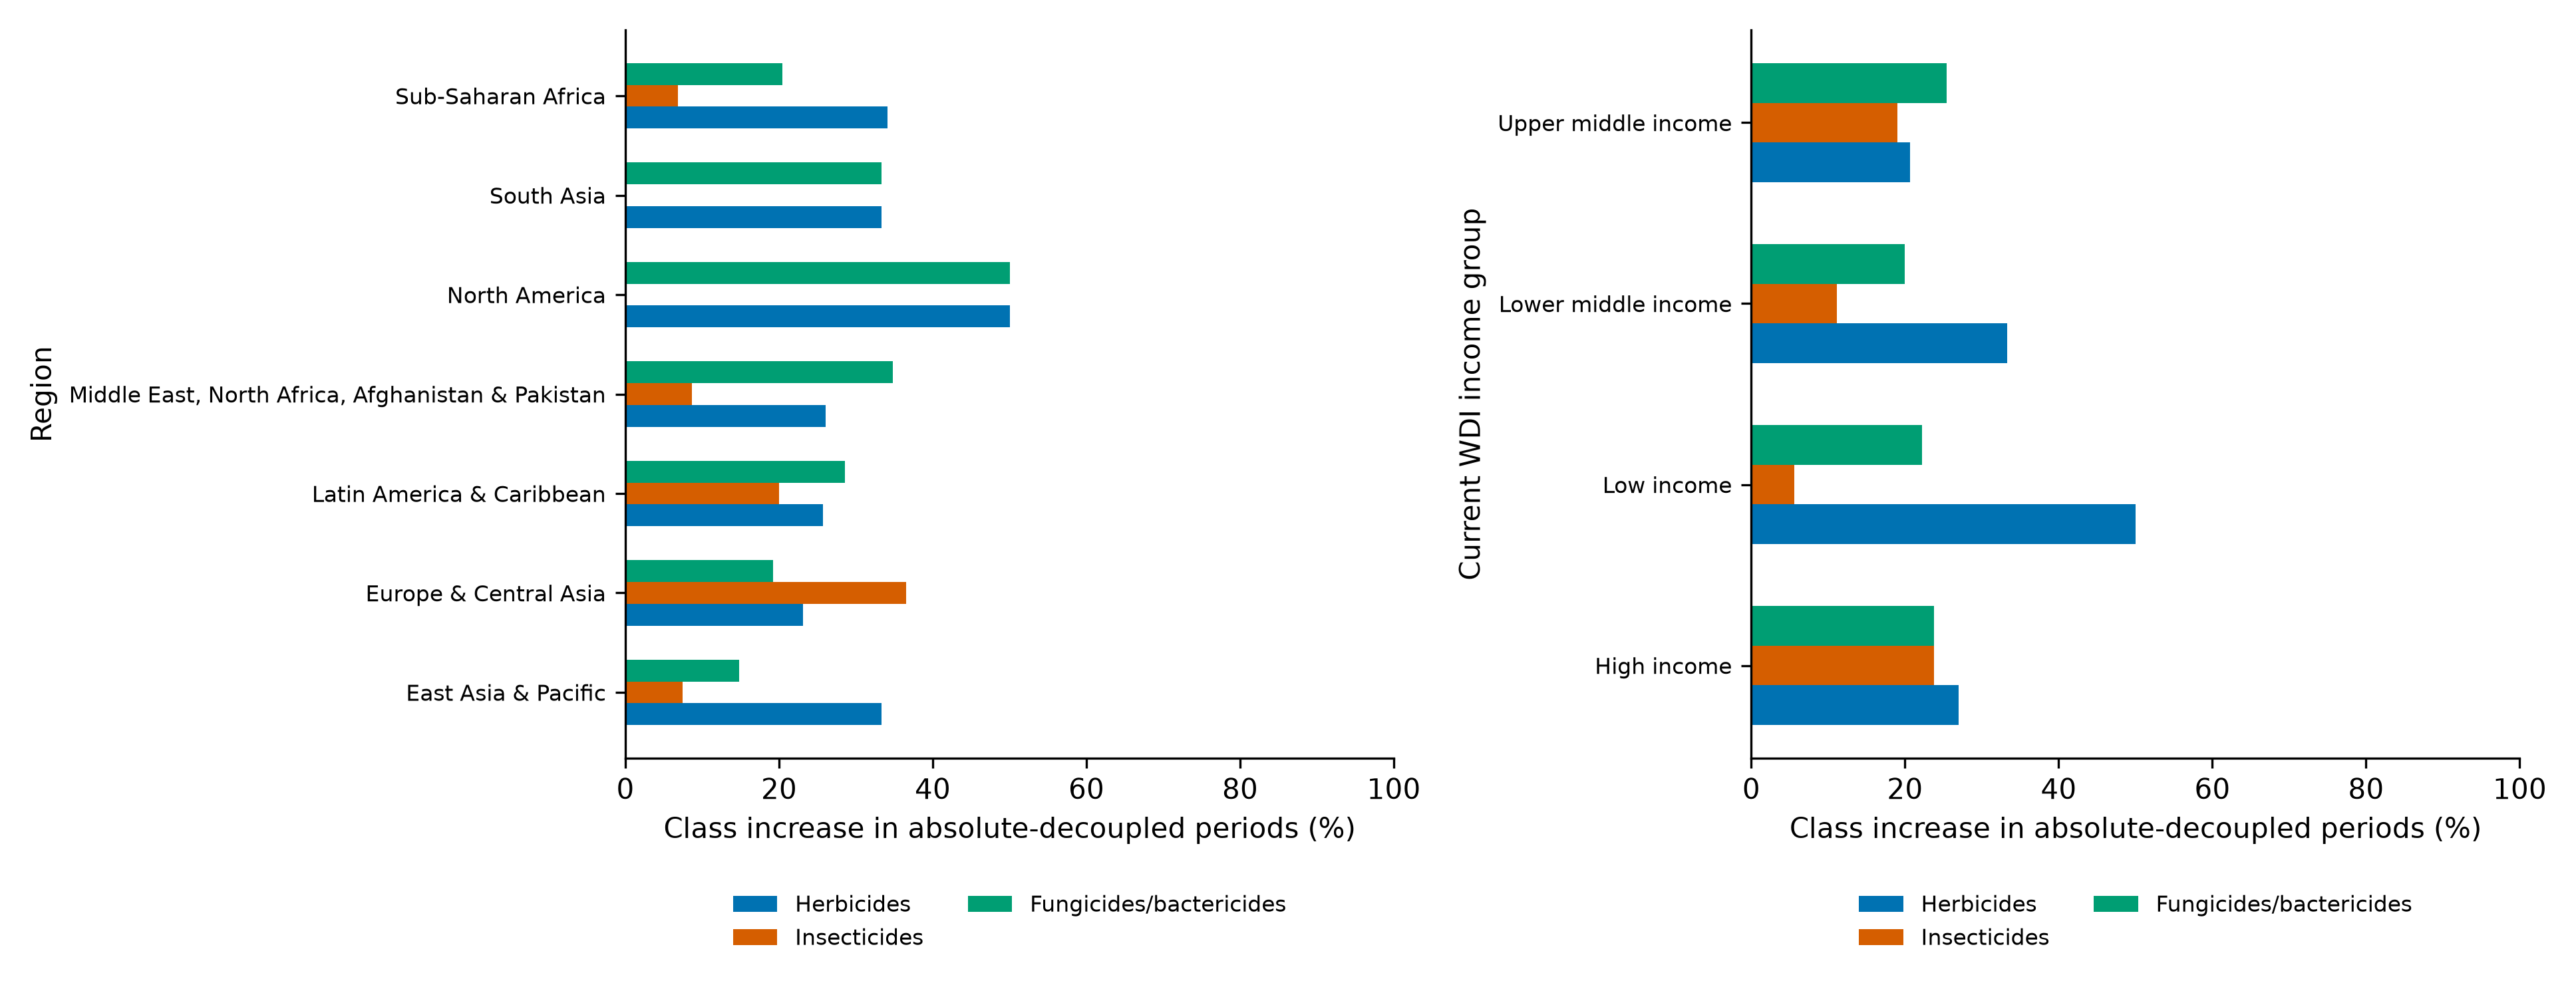 Region
Sub-Saharan Africa
South Asia
North America
Middle East, North Africa, Afghanistan & Pakistan
Latin America & Caribbean
Europe & Central Asia
East Asia & Pacific
0 20 40 60 80 100
Class increase in absolute-decoupled periods (%)
Herbicides Fungicides/bactericides
Insecticides
Current WDI income group
Upper middle income
Lower middle income
Low income
High income
0 20 40 60 80 100
Class increase in absolute-decoupled periods (%)
Herbicides Fungicides/bactericides
Insecticides